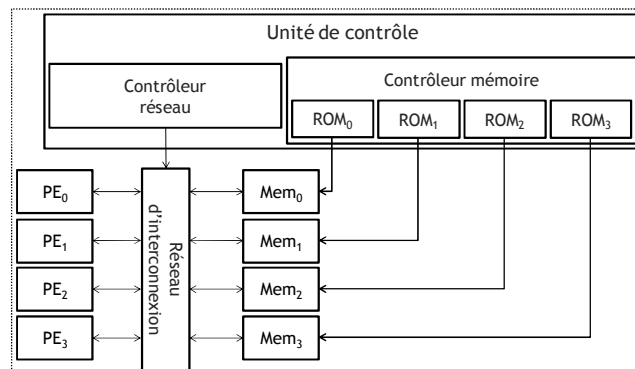 Unité de contrôle
Contrôleur
réseau
Contrôleur mémoire
ROM₀
ROM₁
ROM₂
ROM₃
PE₀
PE₁
PE₂
PE₃
Réseau
d'interconnexion
Mem₀
Mem₁
Mem₂
Mem₃